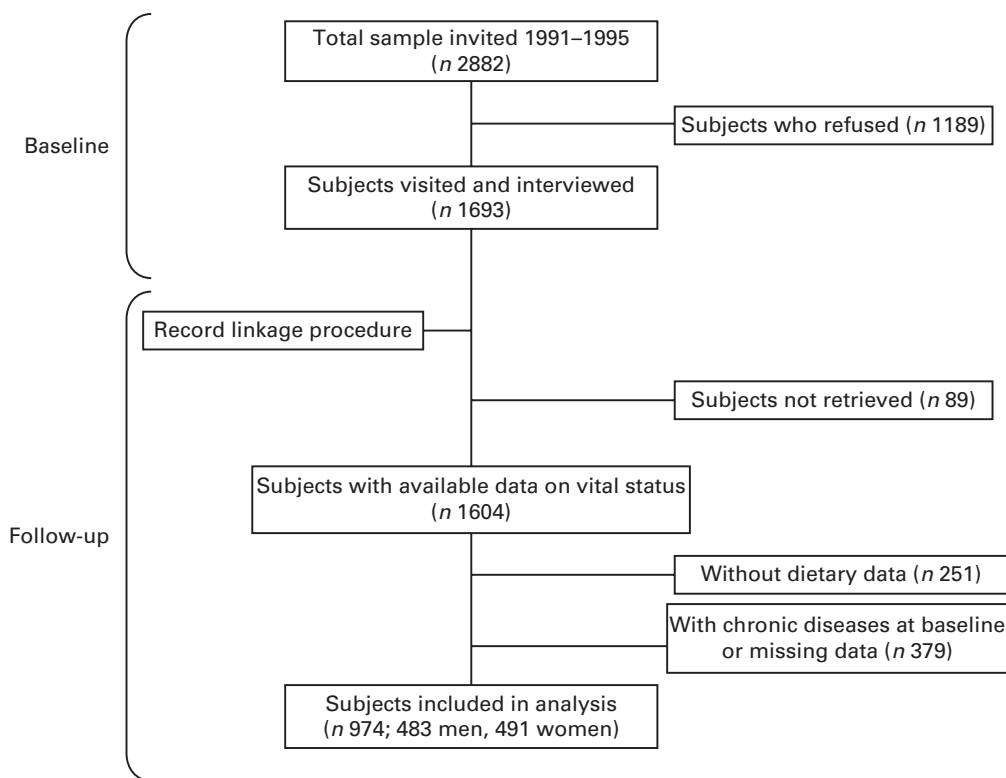 Total sample invited 1991–1995
(n 2882)
Subjects who refused (n 1189)
Baseline
Subjects visited and interviewed
(n 1693)
Record linkage procedure
Subjects not retrieved (n 89)
Subjects with available data on vital status
(n 1604)
Follow-up
Without dietary data (n 251)
With chronic diseases at baseline
or missing data (n 379)
Subjects included in analysis
(n 974; 483 men, 491 women)